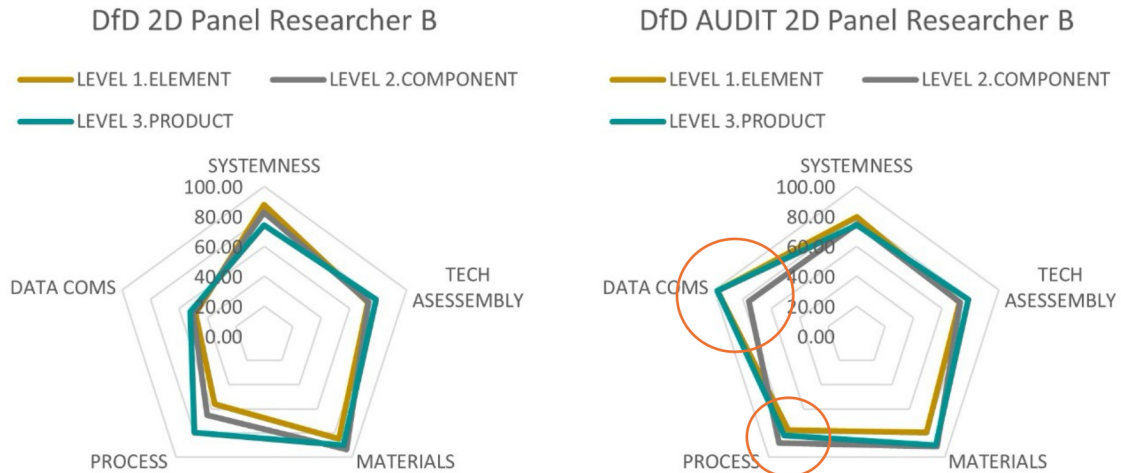 DfD 2D Panel Researcher B
LEVEL 1.ELEMENT LEVEL 2.COMPONENT
LEVEL 3.PRODUCT
SYSTEMNESS
100.00
80.00
60.00
40.00
20.00
0.00
DATA COMS
TECH
ASESSEMBLY
PROCESS
MATERIALS
DfD AUDIT 2D Panel Researcher B
LEVEL 1.ELEMENT LEVEL 2.COMPONENT
LEVEL 3.PRODUCT
SYSTEMNESS
100.00
80.00
60.00
40.00
20.00
0.00
DATA COMS
TECH
ASSESSEMBLY
PROCESS
MATERIALS